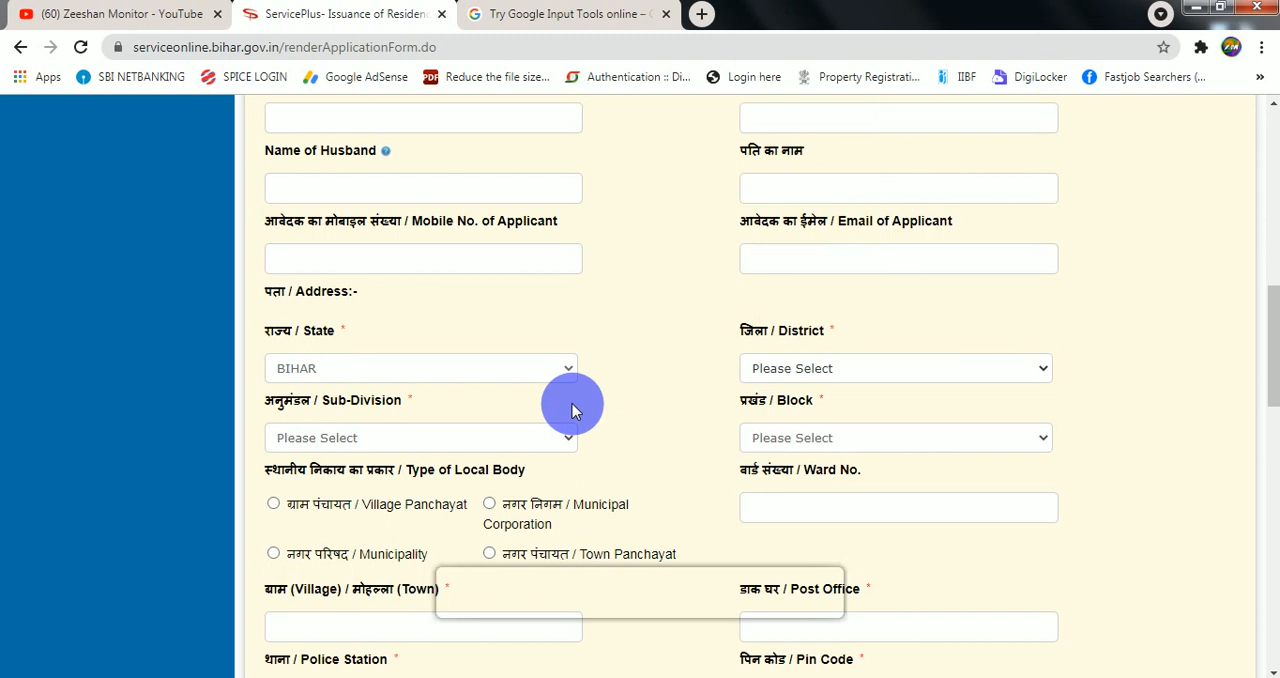 (60) Zeeshan Monitor - YouTube
ServicePlus- Issuance of Residenc
Try Google Input Tools online –
serviceonline.bihar.gov.in/renderApplicationForm.do
Apps SBI NETBANKING SPICE LOGIN Google AdSense PDF Reduce the file size... Authentication :: Di... Login here Property Registrati... IIBF DigiLocker Fastjob Searchers (... »
Name of Husband पति का नाम
आवेदक का मोबाइल संख्या / Mobile No. of Applicant आवेदक का ईमेल / Email of Applicant
पता / Address:-
राज्य / State * जिला / District *
BIHAR Please Select
अनुमंडल / Sub-Division * प्रखंड / Block *
Please Select Please Select
स्थानीय निकाय का प्रकार / Type of Local Body वार्ड संख्या / Ward No.
ग्राम पंचायत / Village Panchayat नगर निगम / Municipal
Corporation
नगर परिषद / Municipality नगर पंचायत / Town Panchayat
ग्राम (Village) / मोहल्ला (Town) * डाक घर / Post Office *
थाना / Police Station * पिन कोड / Pin Code *